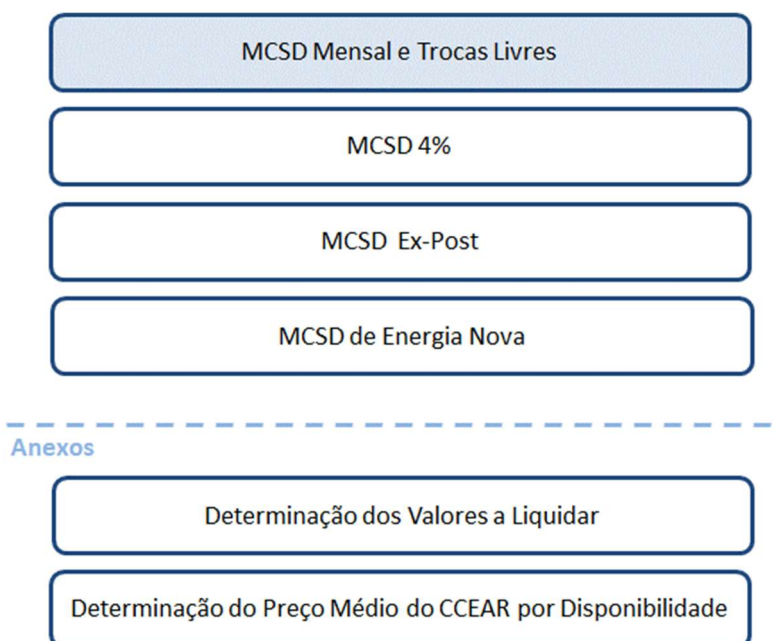 MCSD Mensal e Trocas Livres
MCSD 4%
MCSD Ex-Post
MCSD de Energia Nova
Anexos
Determinação dos Valores a Liquidar
Determinação do Preço Médio do CCEAR por Disponibilidade